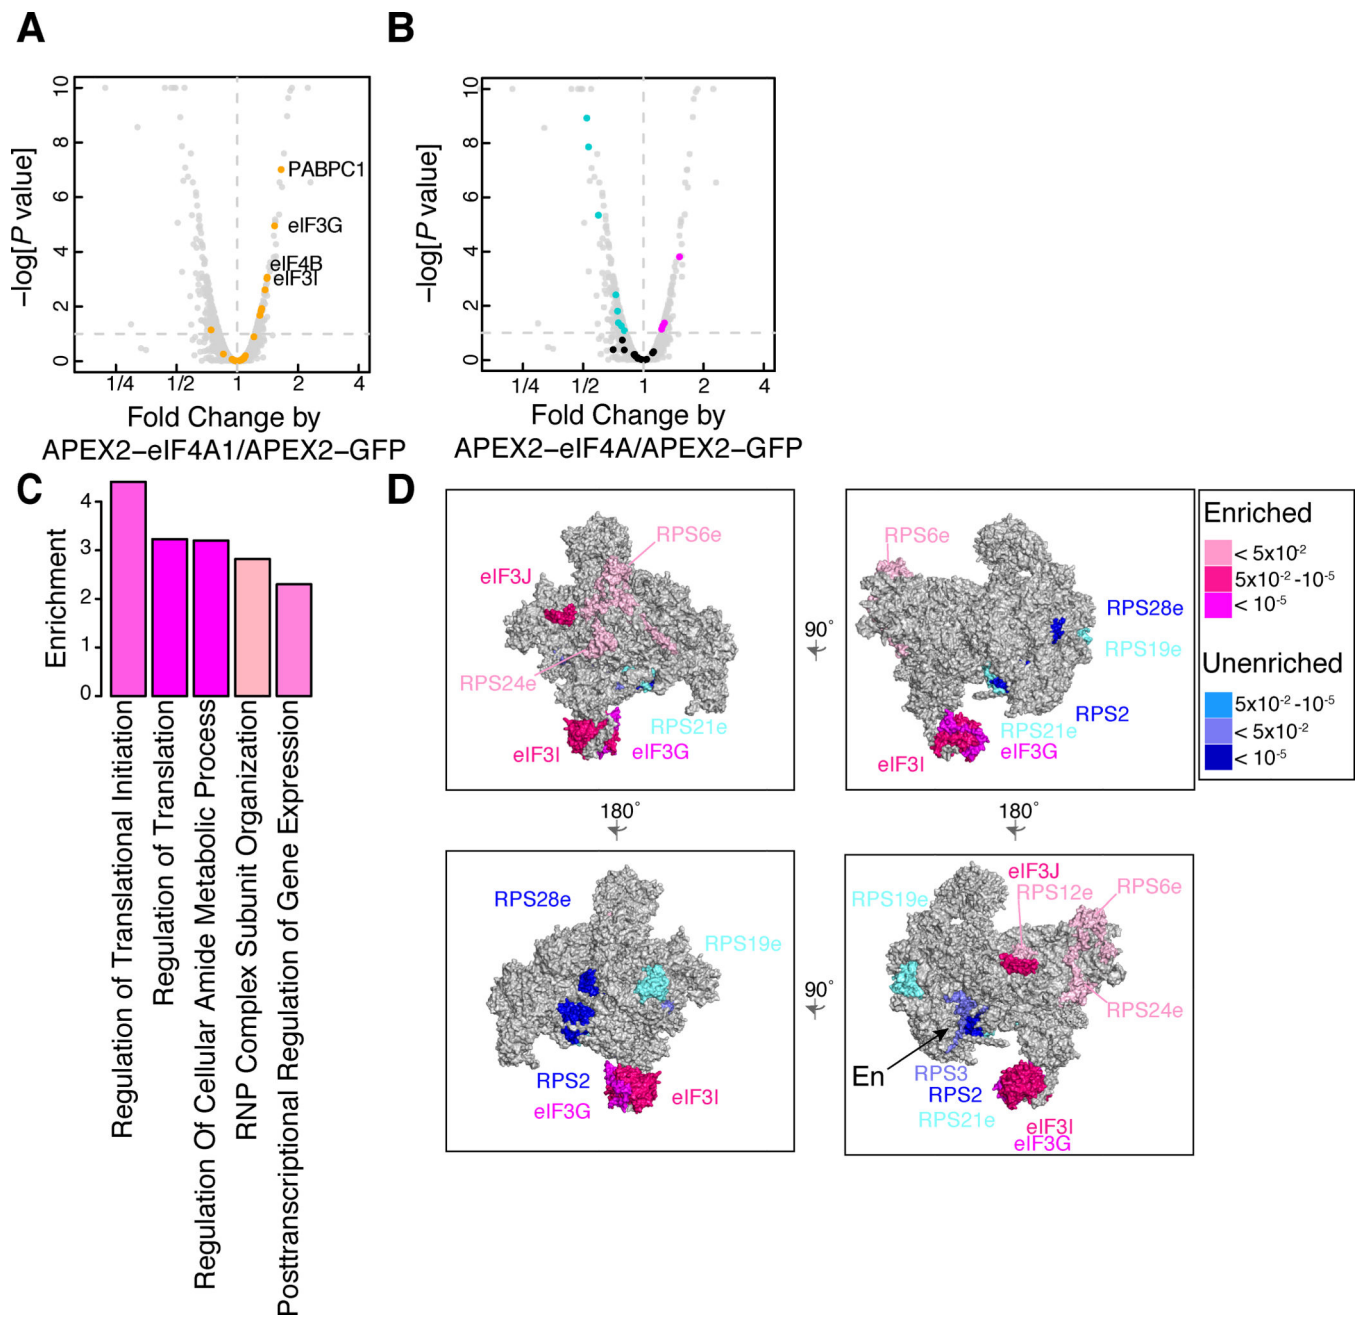 A
10
8
6
4
2
0
−log[P value]
PABPC1
eIF3G
eIF4B
eIF3I
1/4
1/2
1
2
4
Fold Change by
APEX2−eIF4A1/APEX2−GFP
B
10
8
6
4
2
0
−log[P value]
1/4
1/2
1
2
4
Fold Change by
APEX2−eIF4A/APEX2−GFP
C
4
3
2
1
0
Enrichment
Regulation of Translational Initiation
Regulation of Translation
Regulation Of Cellular Amide Metabolic Process
RNP Complex Subunit Organization
Posttranscriptional Regulation of Gene Expression
D
RPS6e
eIF3J
RPS24e
RPS21e
eIF3I
eIF3G
90°
RPS6e
RPS28e
RPS19e
RPS2
RPS21e
eIF3G
eIF3I
Enriched
< 5x10⁻²
5x10⁻² -10⁻⁵
< 10⁻⁵
Unenriched
5x10⁻² -10⁻⁵
< 5x10⁻²
< 10⁻⁵
180°
180°
RPS28e
RPS19e
RPS2
eIF3G
eIF3I
90°
eIF3J
RPS12e
RPS6e
RPS19e
RPS24e
En
RPS3
RPS2
RPS21e
eIF3I
eIF3G